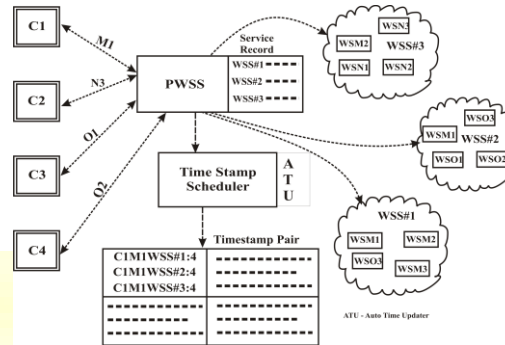 C1
M1
C2
N3
C3
O1
C4
O2
PWSS
Service
Record
WSS#1
WSS#2
WSS#3
WSN3
WSM2
WSS#3
WSN1
WSN2
WSO3
WSM1
WSS#2
WSO1
WSO2
WSS#1
WSM1
WSM2
WSO3
WSM3
Time Stamp
Scheduler
A
T
U
Timestamp Pair
C1M1WSS#1:4
C1M1WSS#2:4
C1M1WSS#3:4
ATU - Auto Time Updater